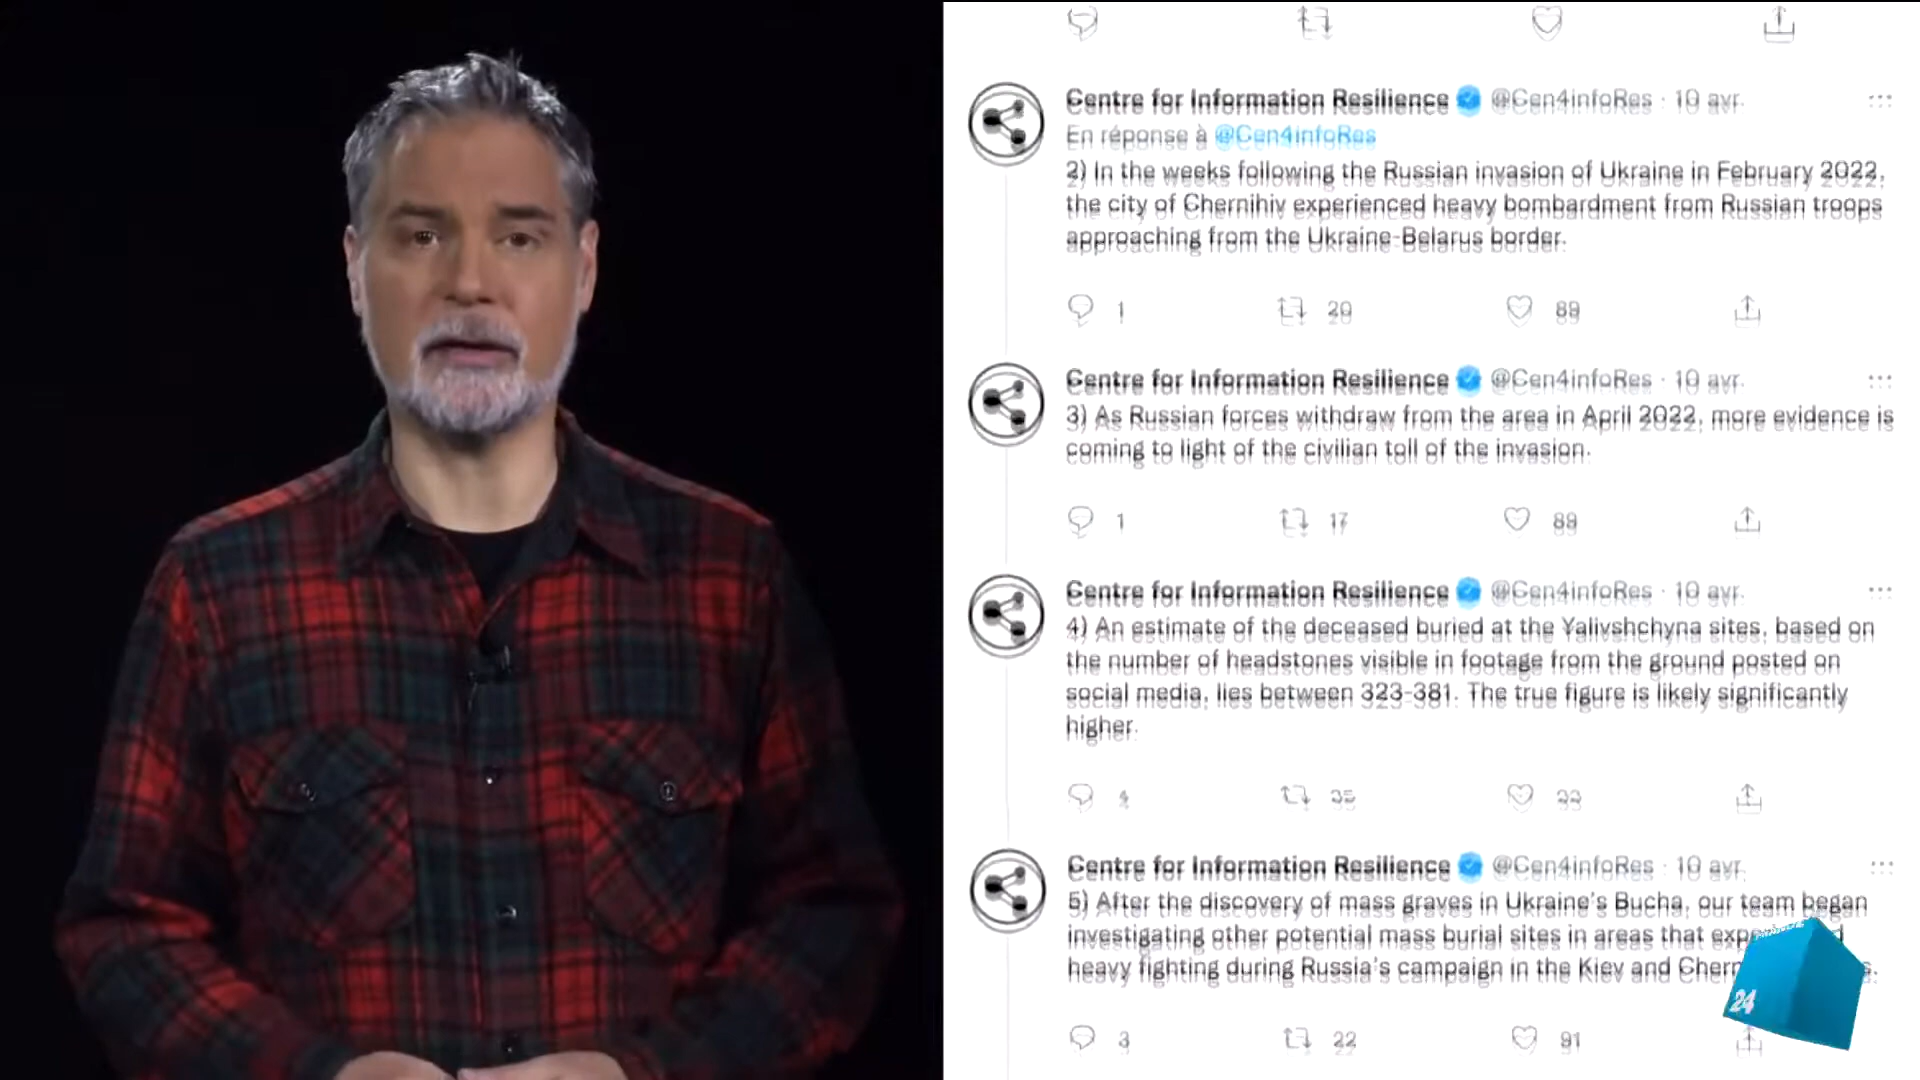 Centre for Information Resilience @Cen4infoRes · 10 avr.
En réponse à @Cen4infoRes
2) In the weeks following the Russian invasion of Ukraine in February 2022,
the city of Chernihiv experienced heavy bombardment from Russian troops
approaching from the Ukraine-Belarus border.
1 20 89
Centre for Information Resilience @Cen4infoRes · 10 avr.
3) As Russian forces withdraw from the area in April 2022, more evidence is
coming to light of the civilian toll of the invasion.
1 17 88
Centre for Information Resilience @Cen4infoRes · 10 avr.
4) An estimate of the deceased buried at the Yalivshchyna sites, based on
the number of headstones visible in footage from the ground posted on
social media, lies between 323-381. The true figure is likely significantly
higher.
Centre for Information Resilience @Cen4infoRes · 10 avr.
5) After the discovery of mass graves in Ukraine's Bucha, our team began
investigating other potential mass burial sites in areas that
heavy fighting during Russia's campaign in the Kiev and
3 22 91
24